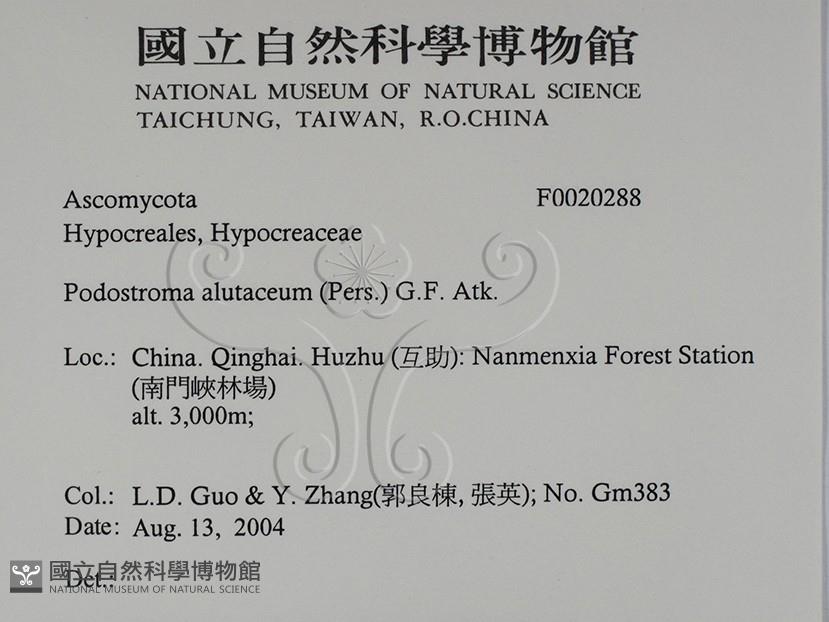 國立自然科學博物館
NATIONAL MUSEUM OF NATURAL SCIENCE
TAICHUNG, TAIWAN, R.O.CHINA
Ascomycota F0020288
Hypocreales, Hypocreaceae
Podostroma alutaceum (Pers.) G.F. Atk.
Loc.: China. Qinghai. Huzhu (互助): Nanmenxia Forest Station
(南門峽林場)
alt. 3,000m;
Col.: L.D. Guo & Y. Zhang(郭良棟, 張英); No. Gm383
Date: Aug. 13, 2004
Det.:
國立自然科學博物館
NATIONAL MUSEUM OF NATURAL SCIENCE